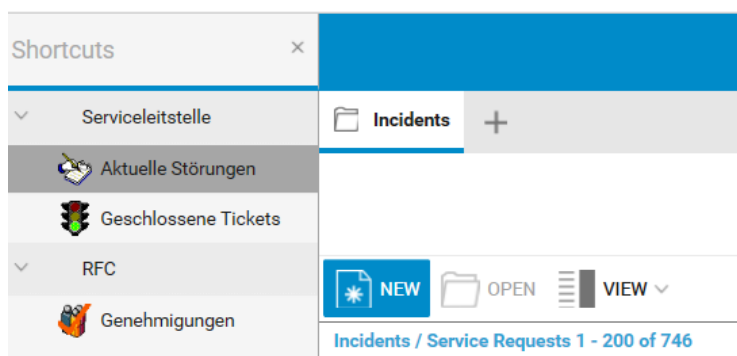 Shortcuts ×
Serviceleitstelle
Aktuelle Störungen
Geschlossene Tickets
RFC
Genehmigungen
Incidents +
NEW OPEN VIEW
Incidents / Service Requests 1 - 200 of 746